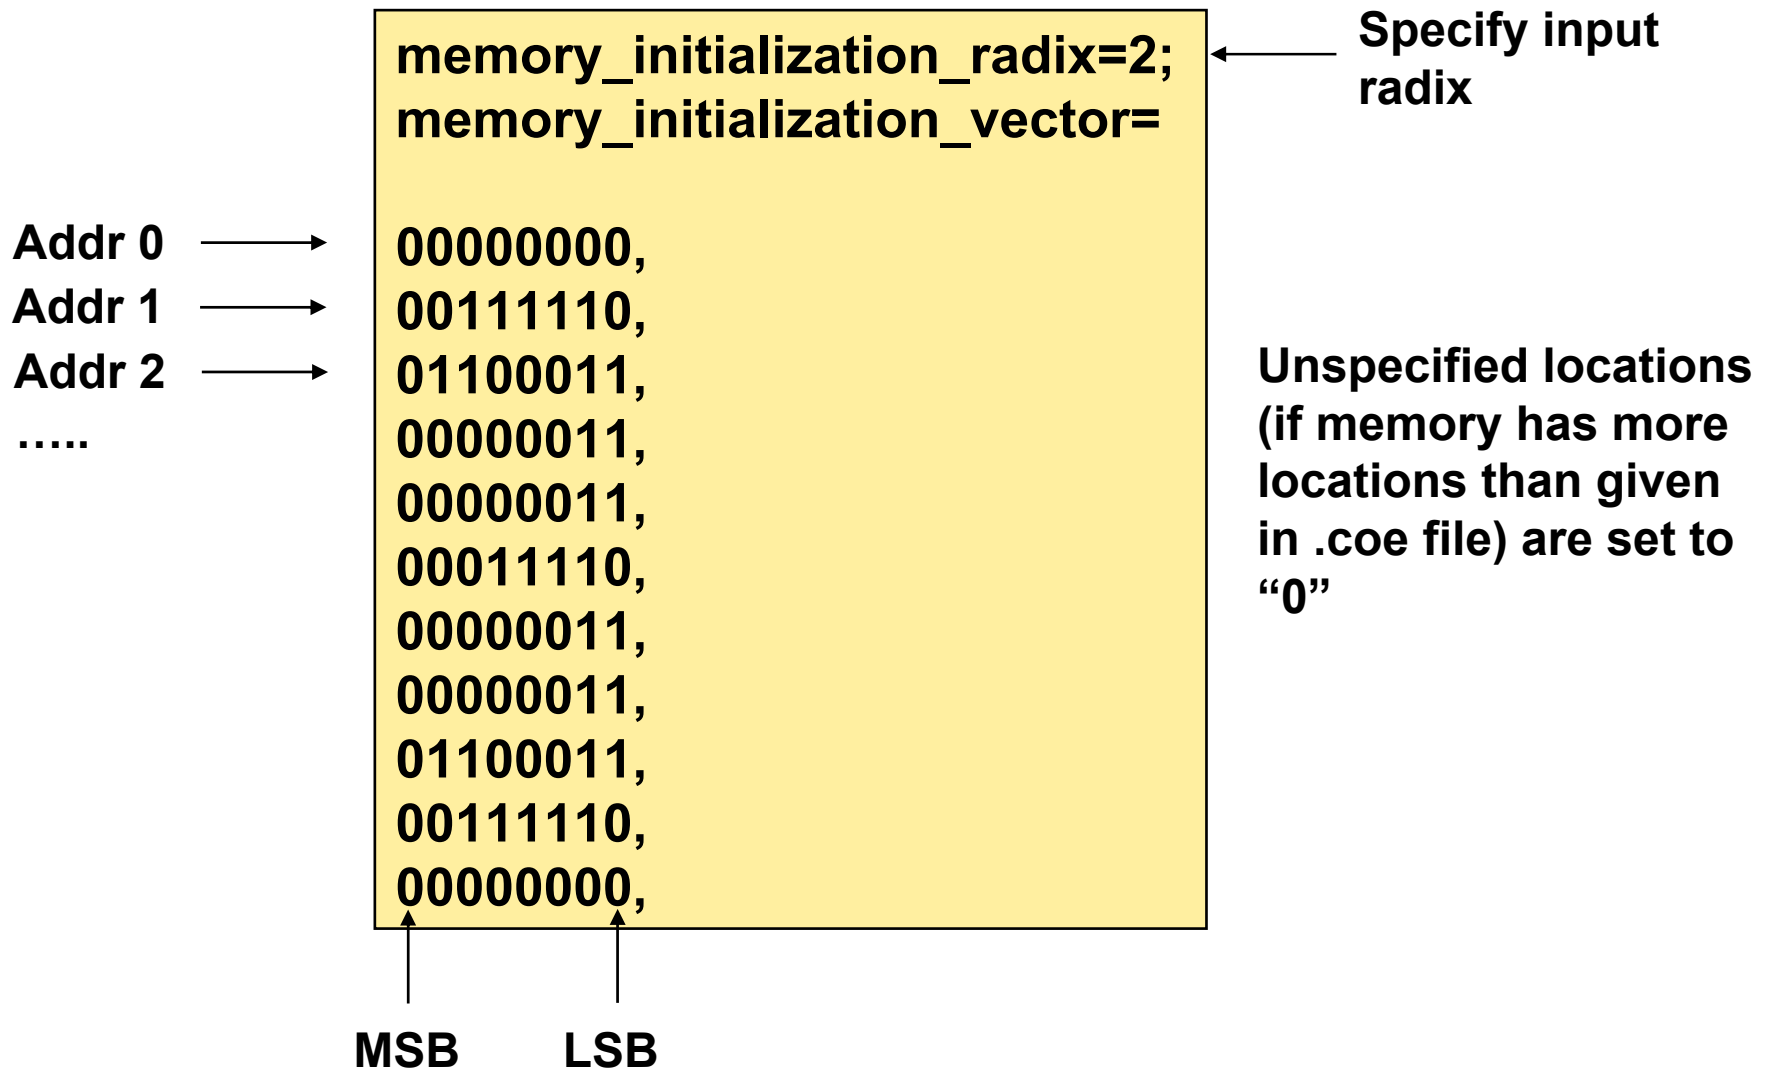 memory_initialization_radix=2;
memory_initialization_vector=
Specify input
radix
Addr 0
Addr 1
Addr 2
…..
00000000,
00111110,
01100011,
00000011,
00000011,
00011110,
00000011,
00000011,
01100011,
00111110,
00000000,
Unspecified locations
(if memory has more
locations than given
in .coe file) are set to
“0”
MSB
LSB